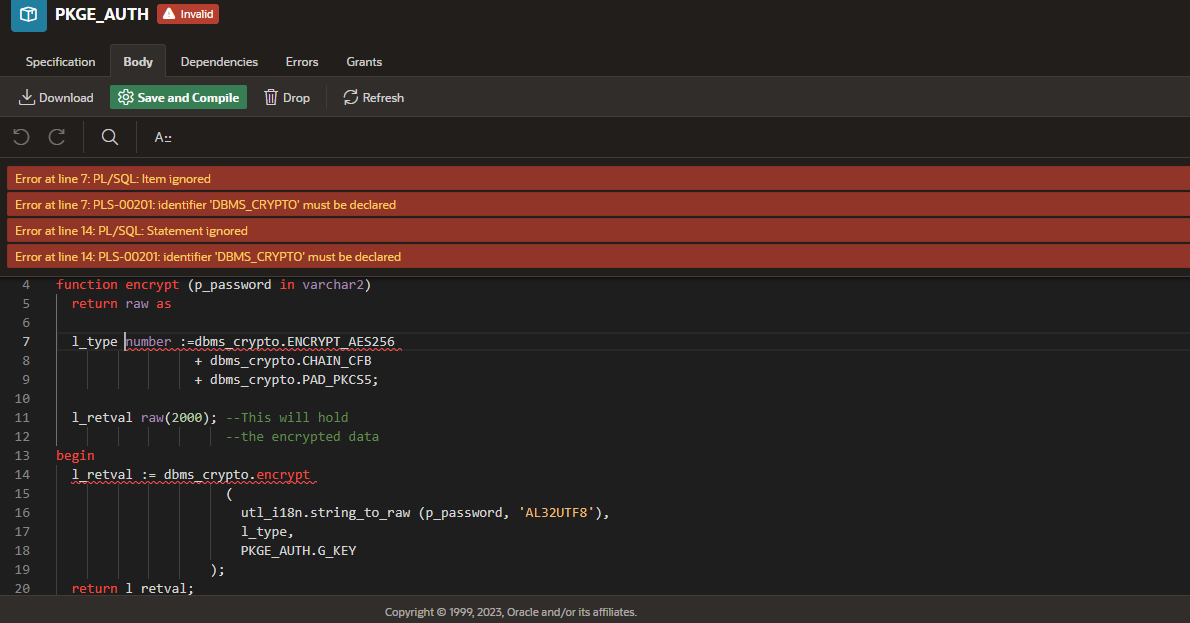 PKGE_AUTH Invalid
Specification Body Dependencies Errors Grants
Download Save and Compile Drop Refresh
A::
Error at line 7: PL/SQL: Item ignored
Error at line 7: PLS-00201: identifier 'DBMS_CRYPTO' must be declared
Error at line 14: PL/SQL: Statement ignored
Error at line 14: PLS-00201: identifier 'DBMS_CRYPTO' must be declared
4 function encrypt (p_password in varchar2)
5 return raw as
6
7 l_type number :=dbms_crypto.ENCRYPT_AES256
8 + dbms_crypto.CHAIN_CFB
9 + dbms_crypto.PAD_PKCS5;
10
11 l_retval raw(2000); --This will hold
12 --the encrypted data
13 begin
14 l_retval := dbms_crypto.encrypt
15 (
16 utl_i18n.string_to_raw (p_password, 'AL32UTF8'),
17 l_type,
18 PKGE_AUTH.G_KEY
19 );
20 return l_retval;
Copyright © 1999, 2023, Oracle and/or its affiliates.